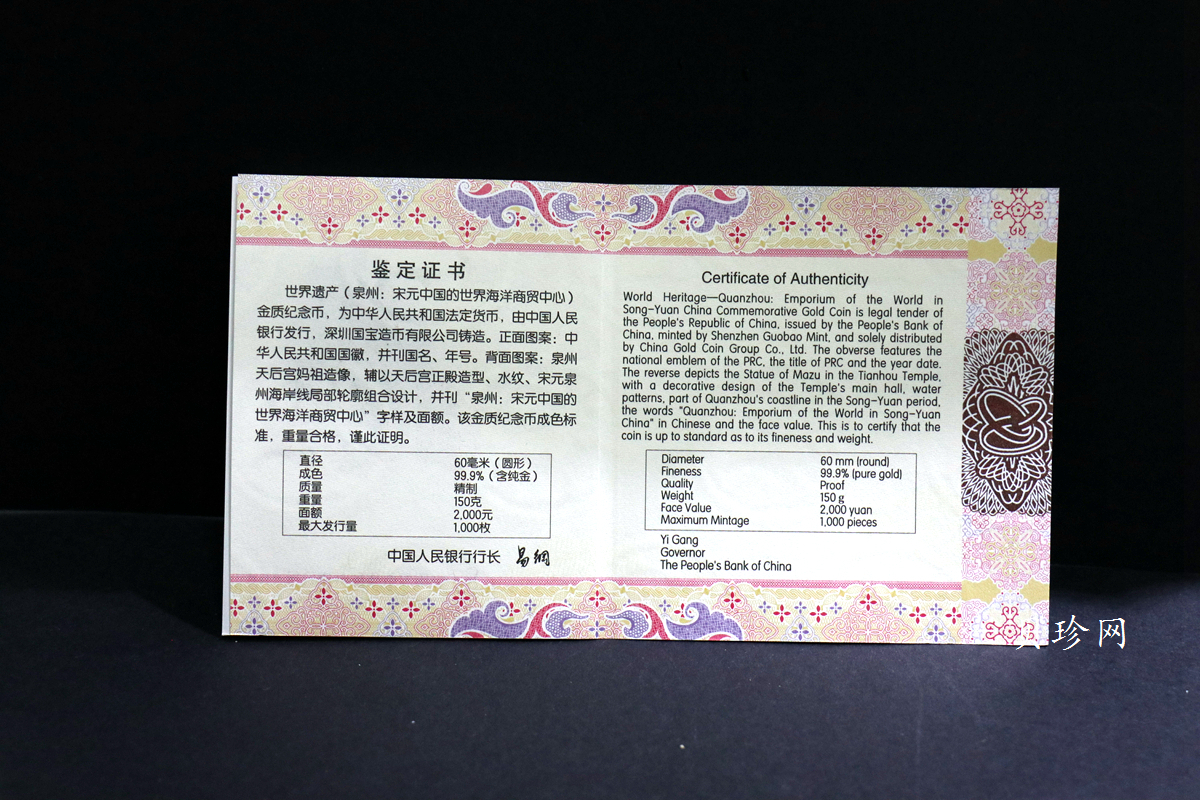 鉴定证书
世界遗产（泉州：宋元中国的世界海洋商贸中心）
金质纪念币，为中华人民共和国法定货币，由中国人民
银行发行，深圳国宝造币有限公司铸造。正面图案：中
华人民共和国国徽，并刊国名、年号。背面图案：泉州
天后宫妈祖造像，辅以天后宫正殿造型、水纹、宋元泉
州海岸线局部轮廓组合设计，并刊“泉州：宋元中国的
世界海洋商贸中心”字样及面额。该金质纪念币成色标
准，重量合格，谨此证明。
直径 60毫米（圆形）
成色 99.9%（含纯金）
质量 精制
重量 150克
面额 2,000元
最大发行量 1,000枚
中国人民银行行长 易纲
Certificate of Authenticity
World Heritage—Quanzhou: Emporium of the World in
Song-Yuan China Commemorative Gold Coin is legal tender of
the People's Republic of China, issued by the People's Bank of
China, minted by Shenzhen Guobao Mint, and solely distributed
by China Gold Coin Group Co., Ltd. The obverse features the
national emblem of the PRC, the title of PRC and the year date.
The reverse depicts the Statue of Mazu in the Tianhou Temple,
with a decorative design of the Temple's main hall, water
patterns, part of Quanzhou's coastline in the Song-Yuan period,
the words "Quanzhou: Emporium of the World in Song-Yuan
China" in Chinese and the face value. This is to certify that the
coin is up to standard as to its fineness and weight.
Diameter 60 mm (round)
Fineness 99.9% (pure gold)
Quality Proof
Weight 150 g
Face Value 2,000 yuan
Maximum Mintage 1,000 pieces
Yi Gang
Governor
The People's Bank of China
珍网